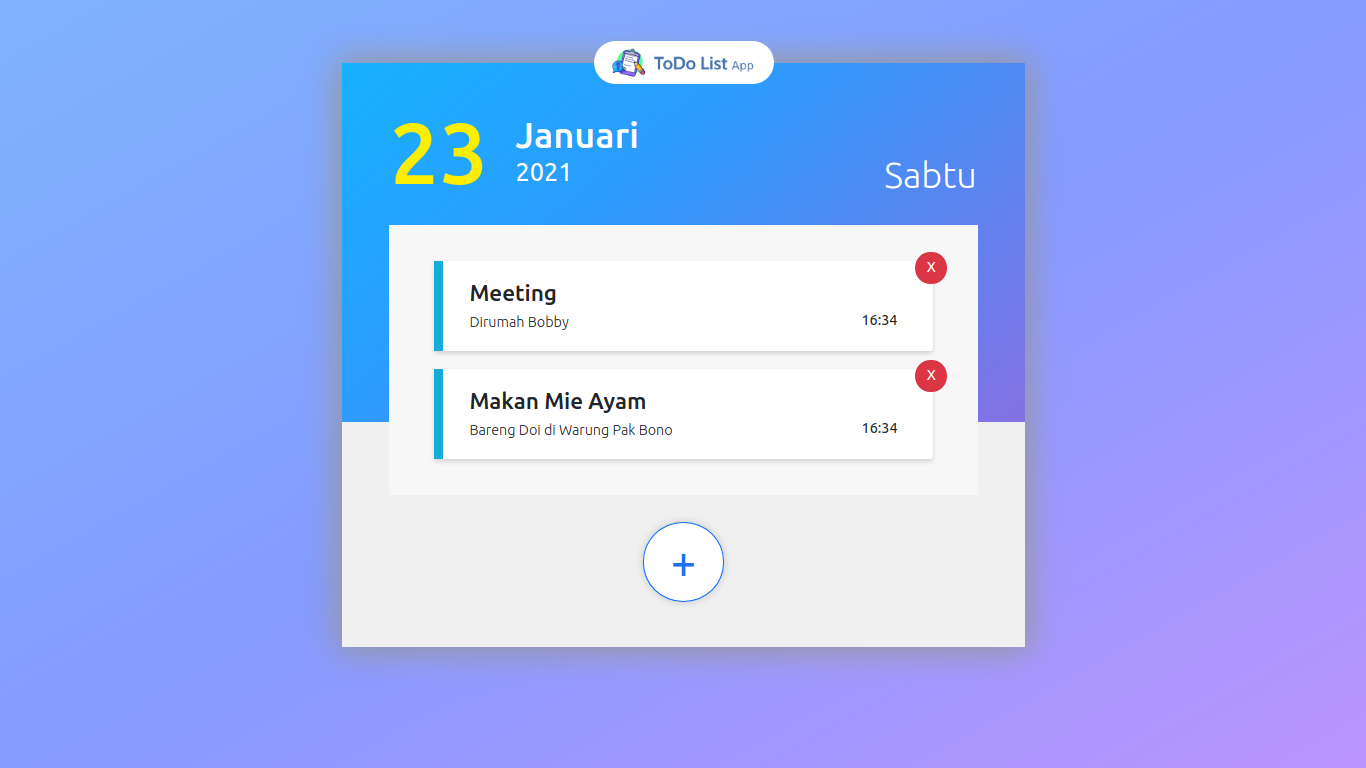 ToDo List App
23 Januari
2021
Sabtu
X
Meeting
Dirumah Bobby
16:34
X
Makan Mie Ayam
Bareng Doi di Warung Pak Bono
16:34
+